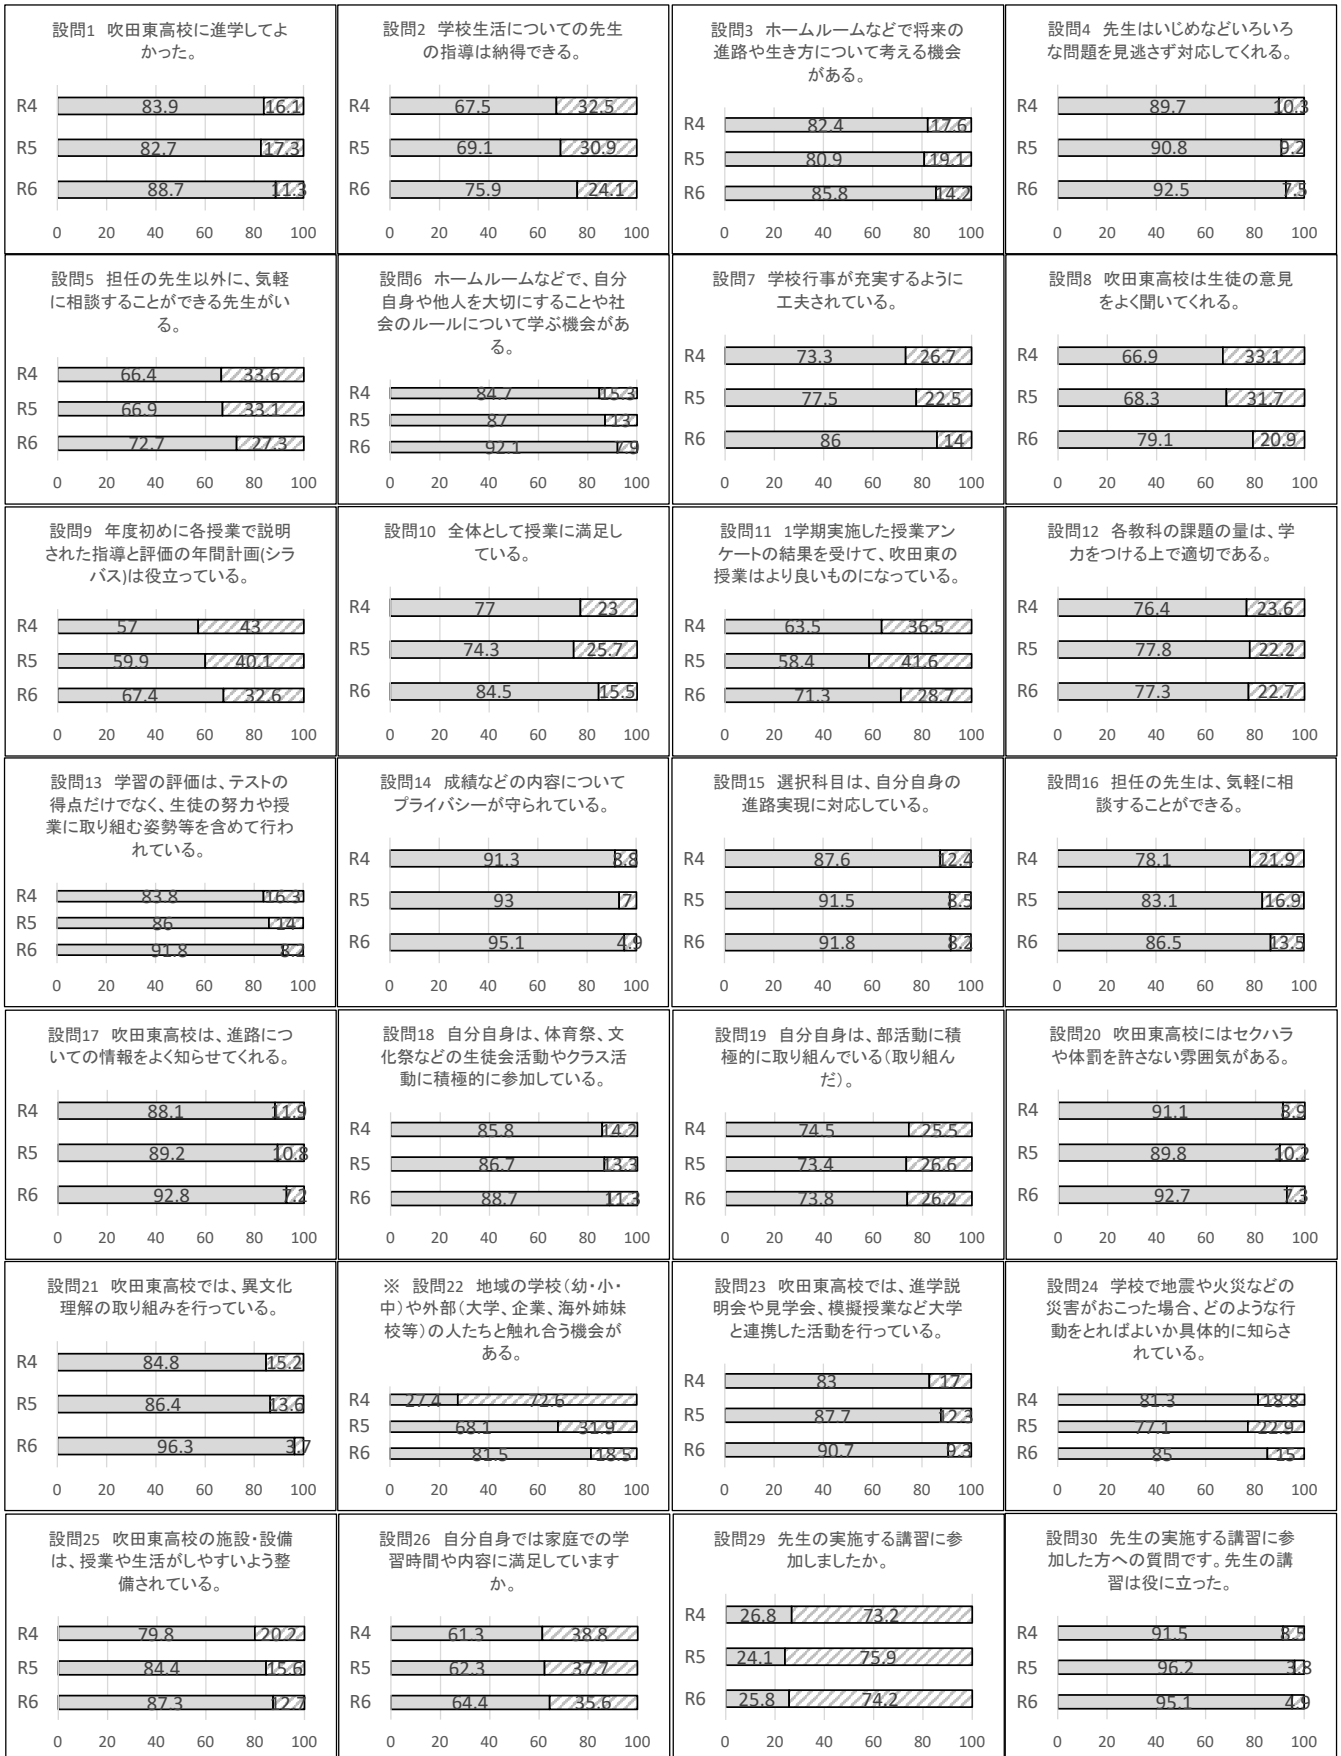 設問1 吹田東高校に進学してよ
かった。
R4 83.9 16.1
R5 82.7 17.3
R6 88.7 11.3
0 20 40 60 80 100
設問2 学校生活についての先生
の指導は納得できる。
R4 67.5 32.5
R5 69.1 30.9
R6 75.9 24.1
0 20 40 60 80 100
設問3 ホームルームなどで将来の
進路や生き方について考える機会
がある。
R4 82.4 17.6
R5 80.9 19.1
R6 85.8 14.2
0 20 40 60 80 100
設問4 先生はいじめなどいろいろ
な問題を見逃さず対応してくれる。
R4 89.7 10.3
R5 90.8 9.2
R6 92.5 7.5
0 20 40 60 80 100
設問5 担任の先生以外に、気軽
に相談することができる先生がい
る。
R4 66.4 33.6
R5 66.9 33.1
R6 72.7 27.3
0 20 40 60 80 100
設問6 ホームルームなどで、自分
自身や他人を大切にすることや社
会のルールについて学ぶ機会があ
る。
R4 84.7 15.3
R5 87 13
R6 92.1 7.9
0 20 40 60 80 100
設問7 学校行事が充実するように
工夫されている。
R4 73.3 26.7
R5 77.5 22.5
R6 86 14
0 20 40 60 80 100
設問8 吹田東高校は生徒の意見
をよく聞いてくれる。
R4 66.9 33.1
R5 68.3 31.7
R6 79.1 20.9
0 20 40 60 80 100
設問9 年度初めに各授業で説明
された指導と評価の年間計画(シラ
バス)は役立っている。
R4 57 43
R5 59.9 40.1
R6 67.4 32.6
0 20 40 60 80 100
設問10 全体として授業に満足し
ている。
R4 77 23
R5 74.3 25.7
R6 84.5 15.5
0 20 40 60 80 100
設問11 1学期実施した授業アン
ケートの結果を受けて、吹田東の
授業はより良いものになっている。
R4 63.5 36.5
R5 58.4 41.6
R6 71.3 28.7
0 20 40 60 80 100
設問12 各教科の課題の量は、学
力をつける上で適切である。
R4 76.4 23.6
R5 77.8 22.2
R6 77.3 22.7
0 20 40 60 80 100
設問13 学習の評価は、テストの
得点だけでなく、生徒の努力や授
業に取り組む姿勢等を含めて行わ
れている。
R4 83.8 16.3
R5 86 14
R6 91.8 8.2
0 20 40 60 80 100
設問14 成績などの内容について
プライバシーが守られている。
R4 91.3 8.8
R5 93 7
R6 95.1 4.9
0 20 40 60 80 100
設問15 選択科目は、自分自身の
進路実現に対応している。
R4 87.6 12.4
R5 91.5 8.5
R6 91.8 8.2
0 20 40 60 80 100
設問16 担任の先生は、気軽に相
談することができる。
R4 78.1 21.9
R5 83.1 16.9
R6 86.5 13.5
0 20 40 60 80 100
設問17 吹田東高校は、進路につ
いての情報をよく知らせてくれる。
R4 88.1 11.9
R5 89.2 10.8
R6 92.8 7.2
0 20 40 60 80 100
設問18 自分自身は、体育祭、文
化祭などの生徒会活動やクラス活
動に積極的に参加している。
R4 85.8 14.2
R5 86.7 13.3
R6 88.7 11.3
0 20 40 60 80 100
設問19 自分自身は、部活動に積
極的に取り組んでいる(取り組ん
だ)。
R4 74.5 25.5
R5 73.4 26.6
R6 73.8 26.2
0 20 40 60 80 100
設問20 吹田東高校にはセクハラ
や体罰を許さない雰囲気がある。
R4 91.1 8.9
R5 89.8 10.2
R6 92.7 7.3
0 20 40 60 80 100
設問21 吹田東高校では、異文化
理解の取り組みを行っている。
R4 84.8 15.2
R5 86.4 13.6
R6 96.3 3.7
0 20 40 60 80 100
※ 設問22 地域の学校(幼・小・
中)や外部(大学、企業、海外姉妹
校等)の人たちと触れ合う機会が
ある。
R4 27.4 72.6
R5 68.1 31.9
R6 81.5 18.5
0 20 40 60 80 100
設問23 吹田東高校では、進学説
明会や見学会、模擬授業など大学
と連携した活動を行っている。
R4 83 17
R5 87.7 12.3
R6 90.7 9.3
0 20 40 60 80 100
設問24 学校で地震や火災などの
災害がおこった場合、どのような行
動をとればよいか具体的に知らさ
れている。
R4 81.3 18.8
R5 77.1 22.9
R6 85 15
0 20 40 60 80 100
設問25 吹田東高校の施設・設備
は、授業や生活がしやすいよう整
備されている。
R4 79.8 20.2
R5 84.4 15.6
R6 87.3 12.7
0 20 40 60 80 100
設問26 自分自身では家庭での学
習時間や内容に満足しています
か。
R4 61.3 38.8
R5 62.3 37.7
R6 64.4 35.6
0 20 40 60 80 100
設問29 先生の実施する講習に参
加しましたか。
R4 26.8 73.2
R5 24.1 75.9
R6 25.8 74.2
0 20 40 60 80 100
設問30 先生の実施する講習に参
加した方への質問です。先生の講
習は役に立った。
R4 91.5 8.5
R5 96.2 3.8
R6 95.1 4.9
0 20 40 60 80 100